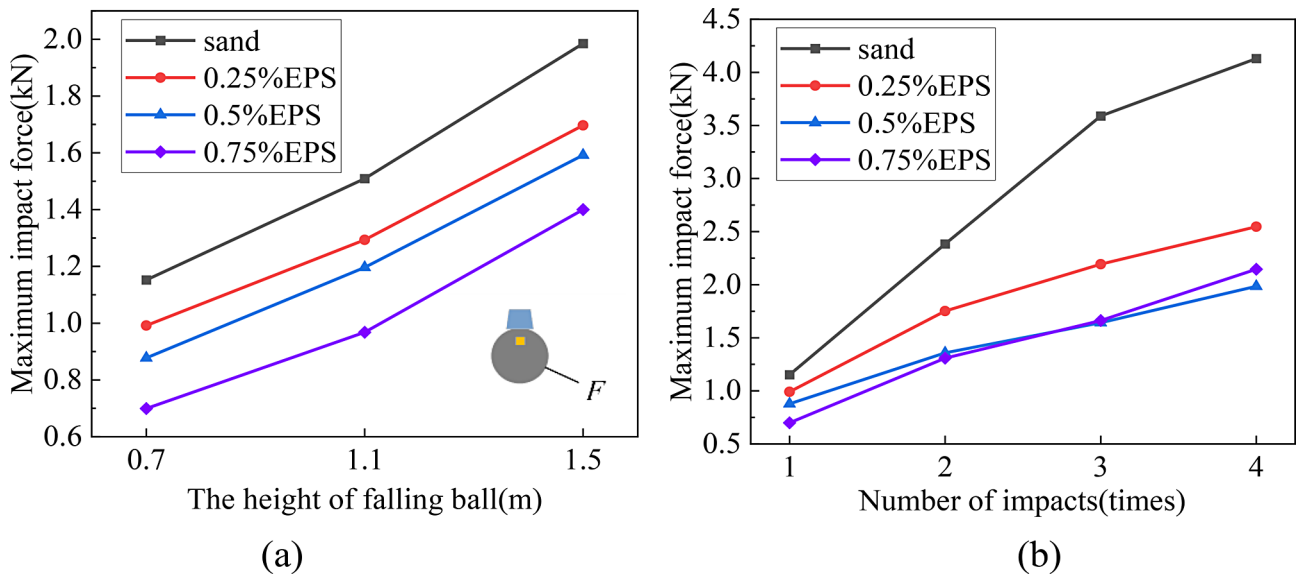 Maximum impact force(kN)
2.0
1.8
1.6
1.4
1.2
1.0
0.8
0.6
sand
0.25%EPS
0.5%EPS
0.75%EPS
F
0.7 1.1 1.5
The height of falling ball(m)
(a)
Maximum impact force(kN)
4.5
4.0
3.5
3.0
2.5
2.0
1.5
1.0
0.5
sand
0.25%EPS
0.5%EPS
0.75%EPS
1 2 3 4
Number of impacts(times)
(b)